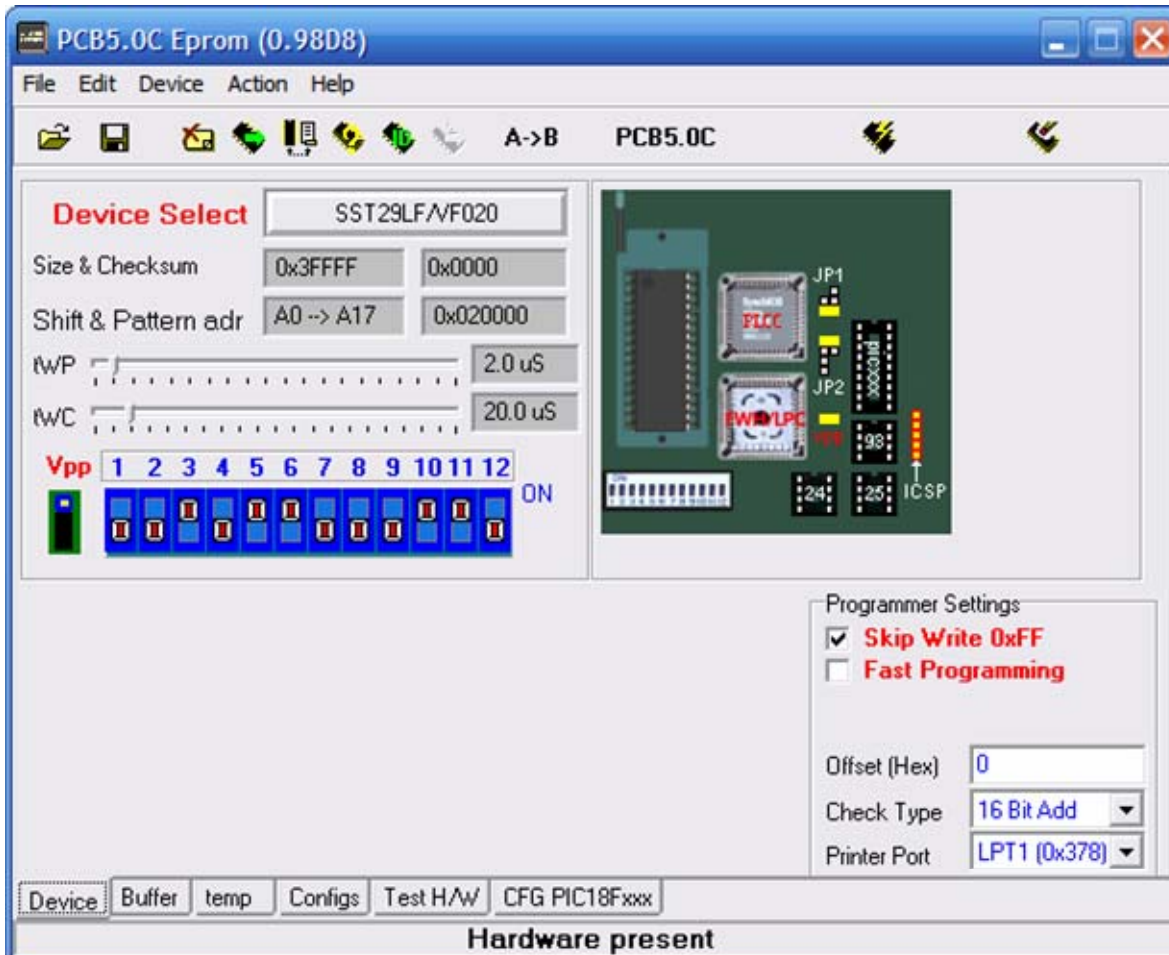 PCB5.0C Eprom (0.98D8)
File Edit Device Action Help
A->B PCB5.0C
Device Select SST29LF/VF020
Size & Checksum 0x3FFFF 0x0000
Shift & Pattern adr A0 --> A17 0x020000
tWP 2.0 uS
tWC 20.0 uS
Vpp 1 2 3 4 5 6 7 8 9 10 11 12
ON
JP1
PLCC
PICXXX
JP2
FWH/LPC
93
24 25 ICSP
Programmer Settings
Skip Write 0xFF
Fast Programming
Offset (Hex) 0
Check Type 16 Bit Add
Printer Port LPT1 (0x378)
Device Buffer temp Configs Test H/W CFG PIC18Fxxx
Hardware present